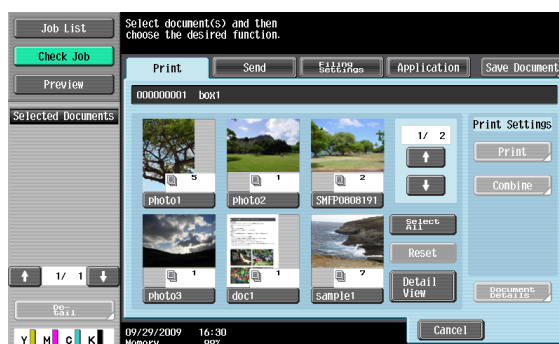 Job List
Check Job
Preview
Selected Documents
1/ 1
De-
tail
Y M C K
Select document(s) and then
choose the desired function.
Print
Send
Filing
Settings
Application
Save Document
000000001 box1
5
photo1
1
photo2
2
SMFP0808191
1
photo3
1
doc1
7
sample1
1/ 2
Select
All
Reset
Detail
View
Print Settings
Print
Combine
Document
Details
09/29/2009 16:30
Memory 99%
Cancel